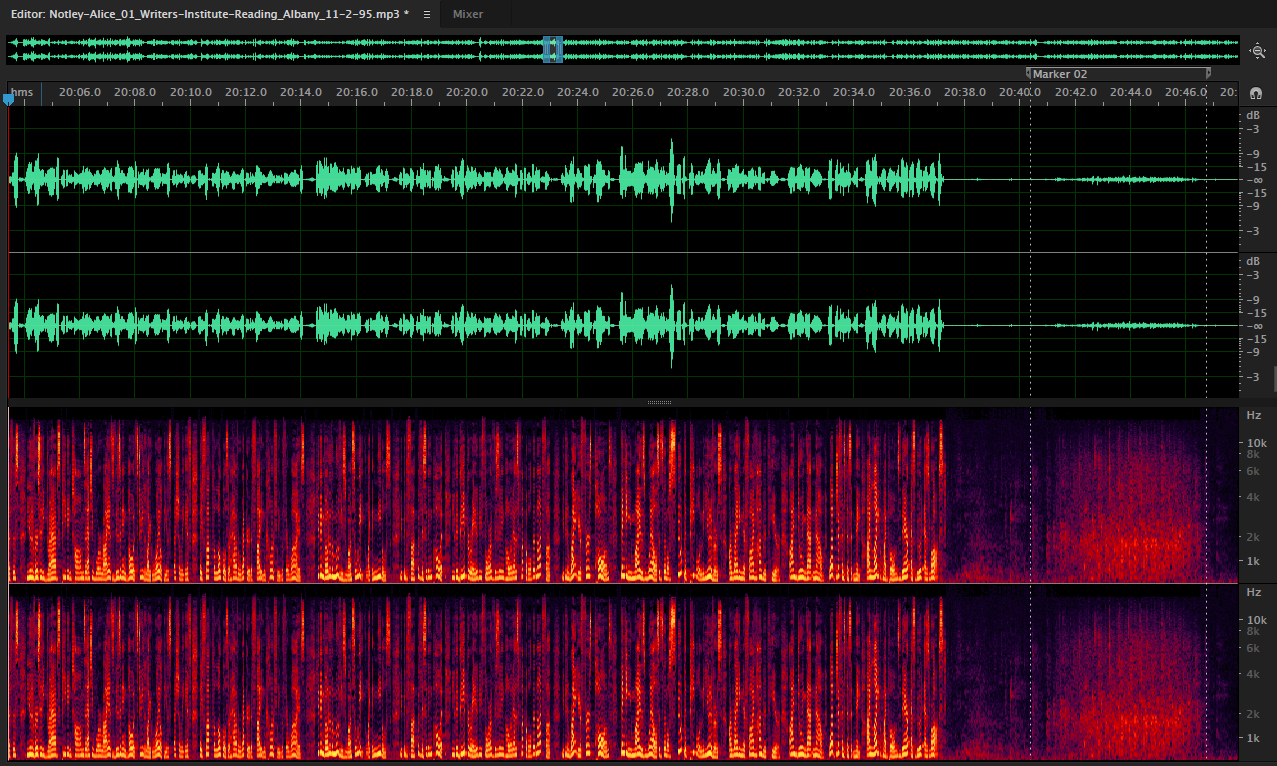 Editor: Notley-Alice_01_Writers-Institute-Reading_Albany_11-2-95.mp3 * ≡ Mixer
Marker 02
hms 20:06.0 20:08.0 20:10.0 20:12.0 20:14.0 20:16.0 20:18.0 20:20.0 20:22.0 20:24.0 20:26.0 20:28.0 20:30.0 20:32.0 20:34.0 20:36.0 20:38.0 20:40.0 20:42.0 20:44.0 20:46.0 20:
dB
-3
-9
-15
-∞
-15
-9
-3
dB
-3
-9
-15
-∞
-15
-9
-3
Hz
10k
8k
6k
4k
2k
1k
Hz
10k
8k
6k
4k
2k
1k